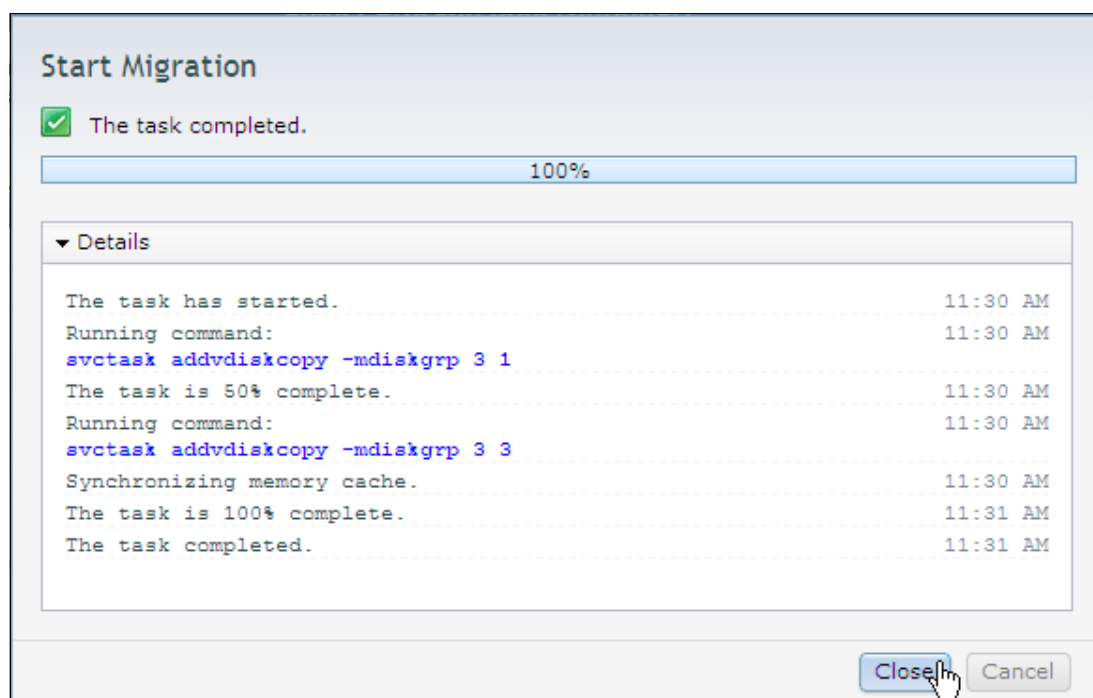 Start Migration
The task completed.
100%
Details
The task has started. 11:30 AM
Running command: 11:30 AM
svctask addvdiskcopy -mdiskgrp 3 1
The task is 50% complete. 11:30 AM
Running command: 11:30 AM
svctask addvdiskcopy -mdiskgrp 3 3
Synchronizing memory cache. 11:30 AM
The task is 100% complete. 11:31 AM
The task completed. 11:31 AM
Close Cancel